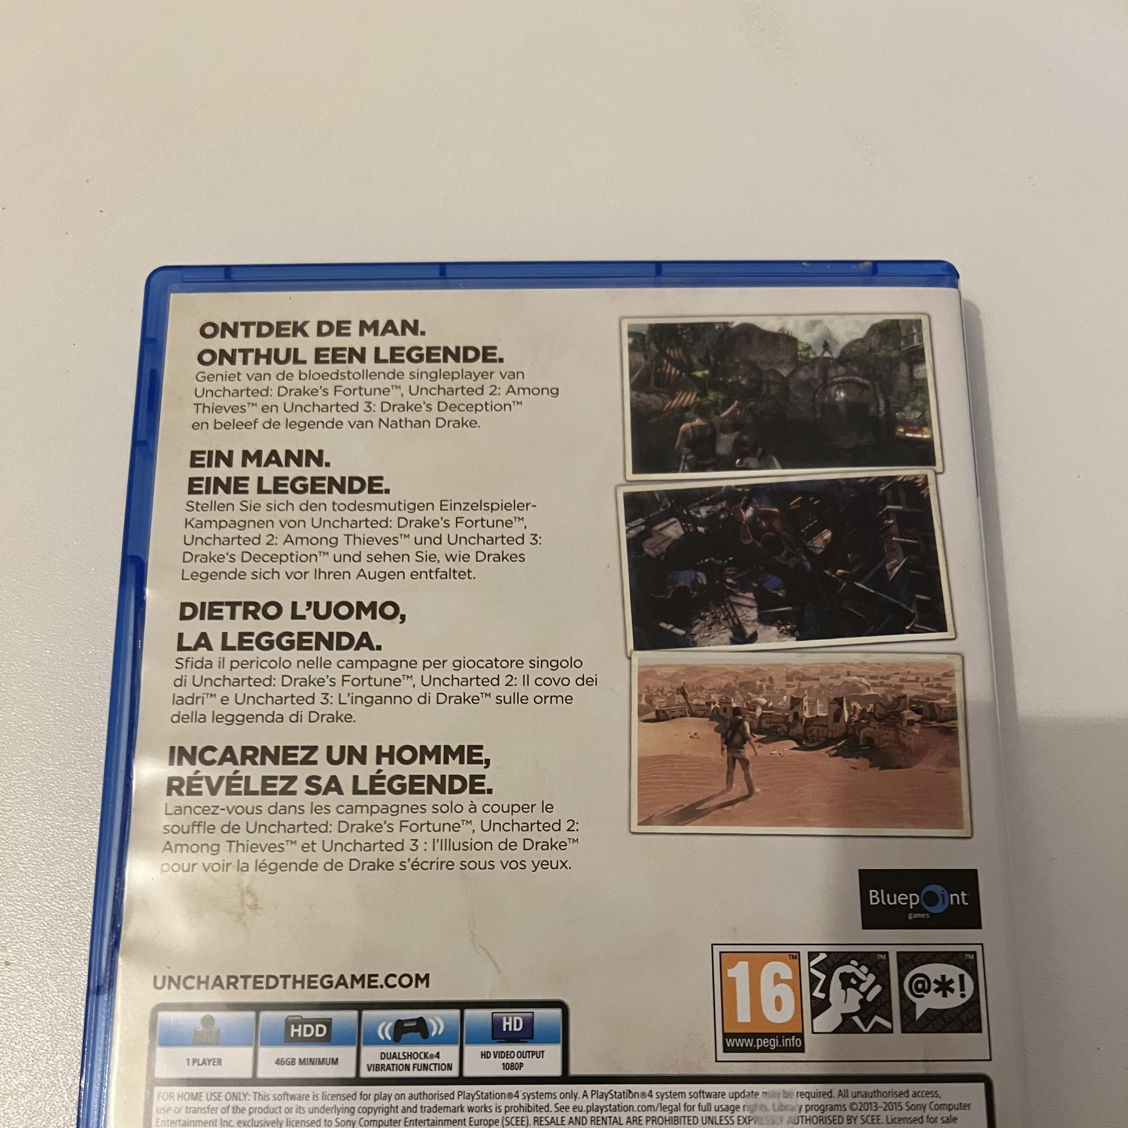 ONTDEK DE MAN.
ONTHUL EEN LEGENDE.
Geniet van de bloedstollende singleplayer van
Uncharted: Drake's Fortune™, Uncharted 2: Among
Thieves™ en Uncharted 3: Drake's Deception™
en beleef de legende van Nathan Drake.
EIN MANN.
EINE LEGENDE.
Stellen Sie sich den todesmutigen Einzelspieler-
Kampagnen von Uncharted: Drake's Fortune™,
Uncharted 2: Among Thieves™ und Uncharted 3:
Drake's Deception™ und sehen Sie, wie Drakes
Legende sich vor Ihren Augen entfaltet.
DIETRO L'UOMO,
LA LEGGENDA.
Sfida il pericolo nelle campagne per giocatore singolo
di Uncharted: Drake's Fortune™, Uncharted 2: Il covo dei
ladri™ e Uncharted 3: L'inganno di Drake™ sulle orme
della leggenda di Drake.
INCARNEZ UN HOMME,
RÉVÉLEZ SA LÉGENDE.
Lancez-vous dans les campagnes solo à couper le
souffle de Uncharted: Drake's Fortune™, Uncharted 2:
Among Thieves™ et Uncharted 3 : l'Illusion de Drake™
pour voir la légende de Drake s'écrire sous vos yeux.
Bluepoint
games
UNCHARTEDTHEGAME.COM
16
™
www.pegi.info
™
@*!
™
1 PLAYER
HDD
46GB MINIMUM
DUALSHOCK®4
VIBRATION FUNCTION
HD
HD VIDEO OUTPUT
1080P
FOR HOME USE ONLY: This software is licensed for play on authorised PlayStation®4 systems only. A PlayStation®4 system software update may be required. All unauthorised access,
use or transfer of the product or its underlying copyright and trademark works is prohibited. See eu.playstation.com/legal for full usage rights. Library programs ©2013-2015 Sony Computer
Entertainment Inc. exclusively licensed to Sony Computer Entertainment Europe (SCEE). RESALE AND RENTAL ARE PROHIBITED UNLESS EXPRESSLY AUTHORISED BY SCEE. Licensed for sale